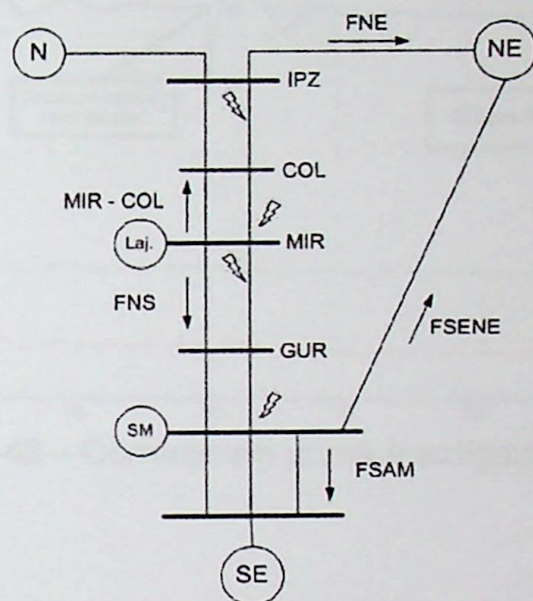 N
FNE
NE
IPZ
COL
MIR - COL
Laj.
MIR
FNS
FSENE
GUR
SM
FSAM
SE